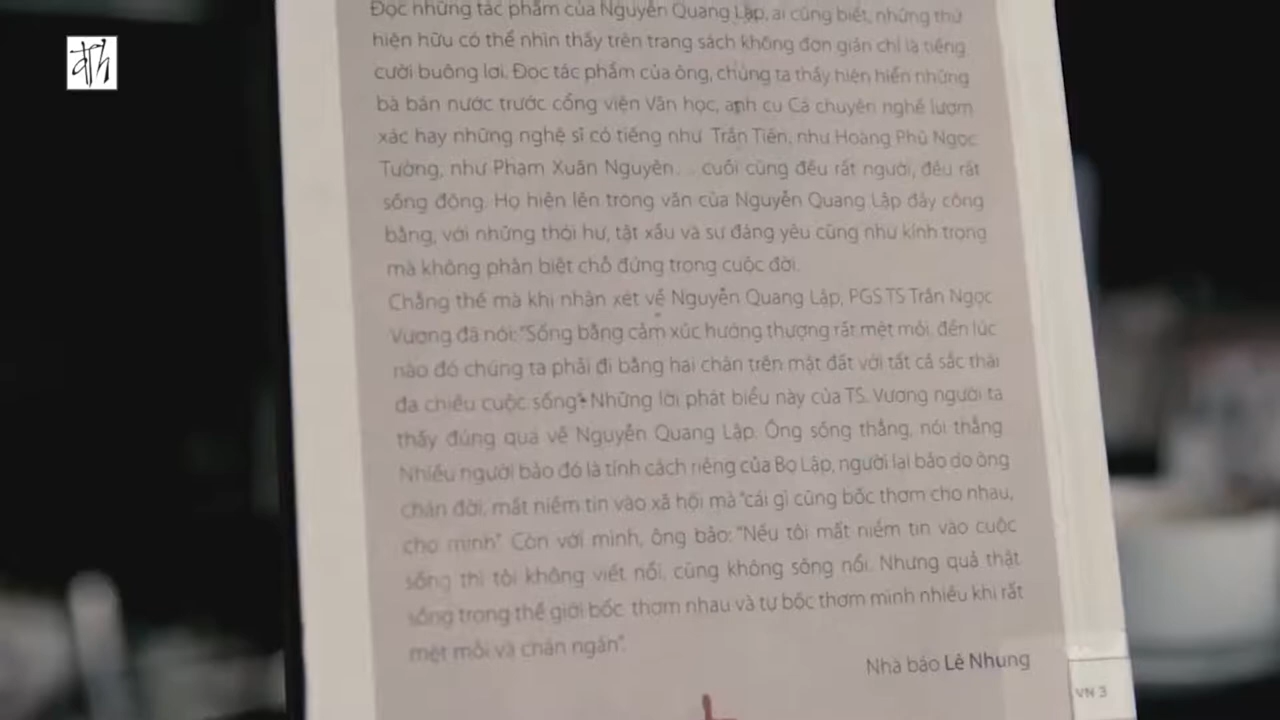 Đọc những tác phẩm của Nguyễn Quang Lập, ai cũng biết, những thứ
hiện hữu có thể nhìn thấy trên trang sách không đơn giản chỉ là tiếng
cười buông lơi. Đọc tác phẩm của ông, chúng ta thấy hiện hiển những
bà bán nước trước cổng viện Văn học, anh cu Cá chuyên nghề lượm
xác hay những nghệ sĩ có tiếng như Trần Tiến, như Hoàng Phủ Ngọc
Tường, như Phạm Xuân Nguyên... cuối cùng đều rất người, đều rất
sống động. Họ hiện lên trong văn của Nguyễn Quang Lập đầy công
bằng, với những thói hư, tật xấu và sự đáng yêu cũng như kính trọng
mà không phân biệt chỗ đứng trong cuộc đời.
Chẳng thế mà khi nhận xét về Nguyễn Quang Lập, PGS TS Trần Ngọc
Vương đã nói: "Sống bằng cảm xúc hướng thượng rất mệt mỏi, đến lúc
nào đó chúng ta phải đi bằng hai chân trên mặt đất với tất cả sắc thái
đa chiều cuộc sống". Những lời phát biểu này của TS. Vương người ta
thấy đúng quá về Nguyễn Quang Lập. Ông sống thẳng, nói thẳng
Nhiều người bảo đó là tính cách riêng của Bọ Lập, người lại bảo do ông
chán đời, mất niềm tin vào xã hội mà "cái gì cũng bốc thơm cho nhau,
cho mình". Còn với mình, ông bảo: "Nếu tôi mất niềm tin vào cuộc
sống thì tôi không viết nổi, cũng không sống nổi. Nhưng quả thật
sống trong thế giới bốc thơm nhau và tự bốc thơm mình nhiều khi rất
mệt mỏi và chán ngán".
Nhà báo Lê Nhung
VN 3